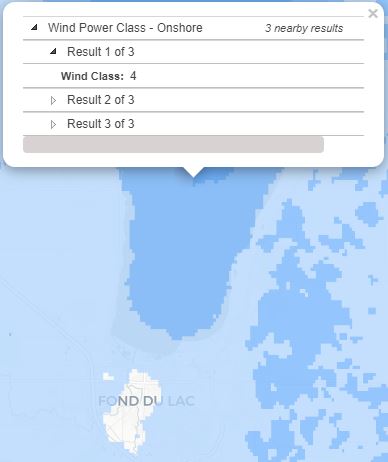 Wind Power Class - Onshore 3 nearby results
Result 1 of 3
Wind Class: 4
Result 2 of 3
Result 3 of 3
FOND DU LAC